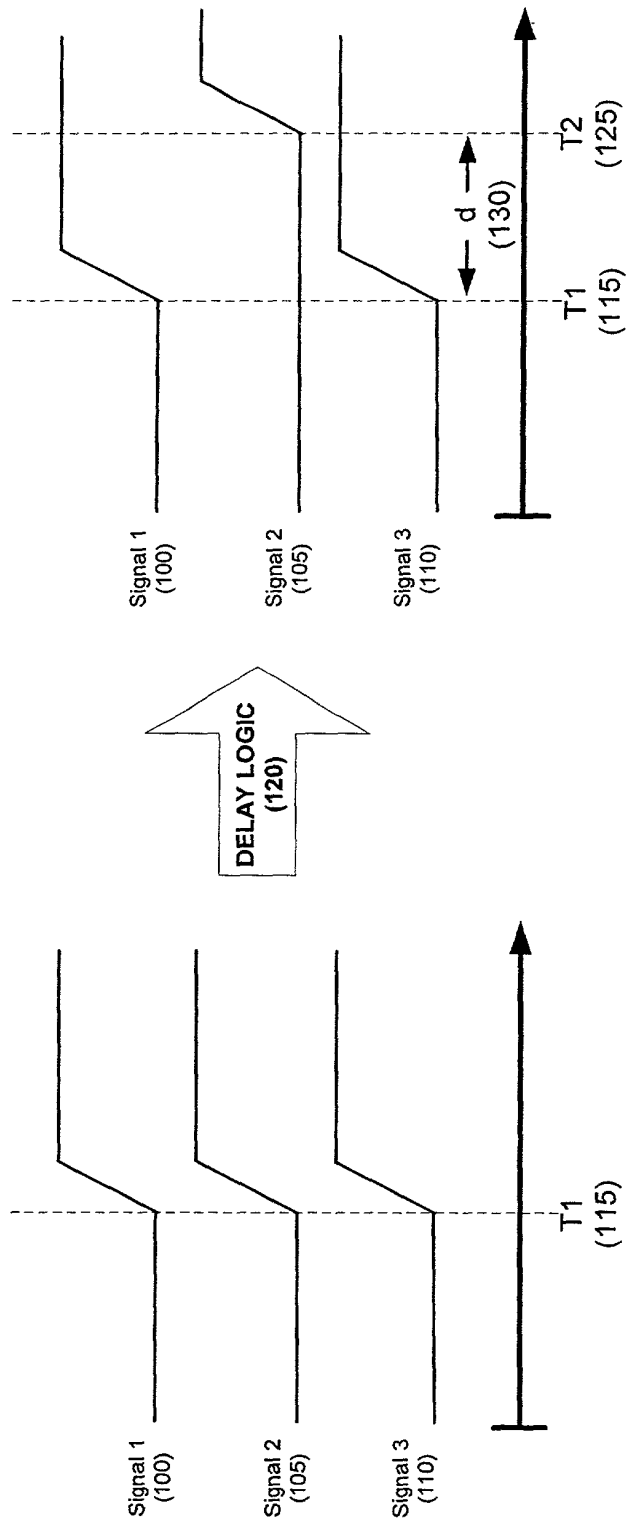 Signal 1
(100)
Signal 2
(105)
Signal 3
(110)
T1
(115)
DELAY LOGIC
(120)
Signal 1
(100)
Signal 2
(105)
Signal 3
(110)
d
(130)
T1
(115)
T2
(125)